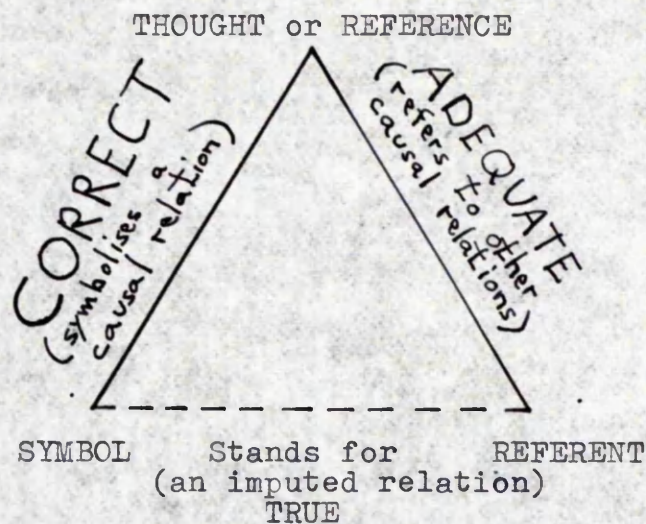 THOUGHT or REFERENCE
CORRECT
(symbolises a
causal relation)
ADEQUATE
(refers to other
causal relations)
SYMBOL Stands for REFERENT
(an imputed relation)
TRUE